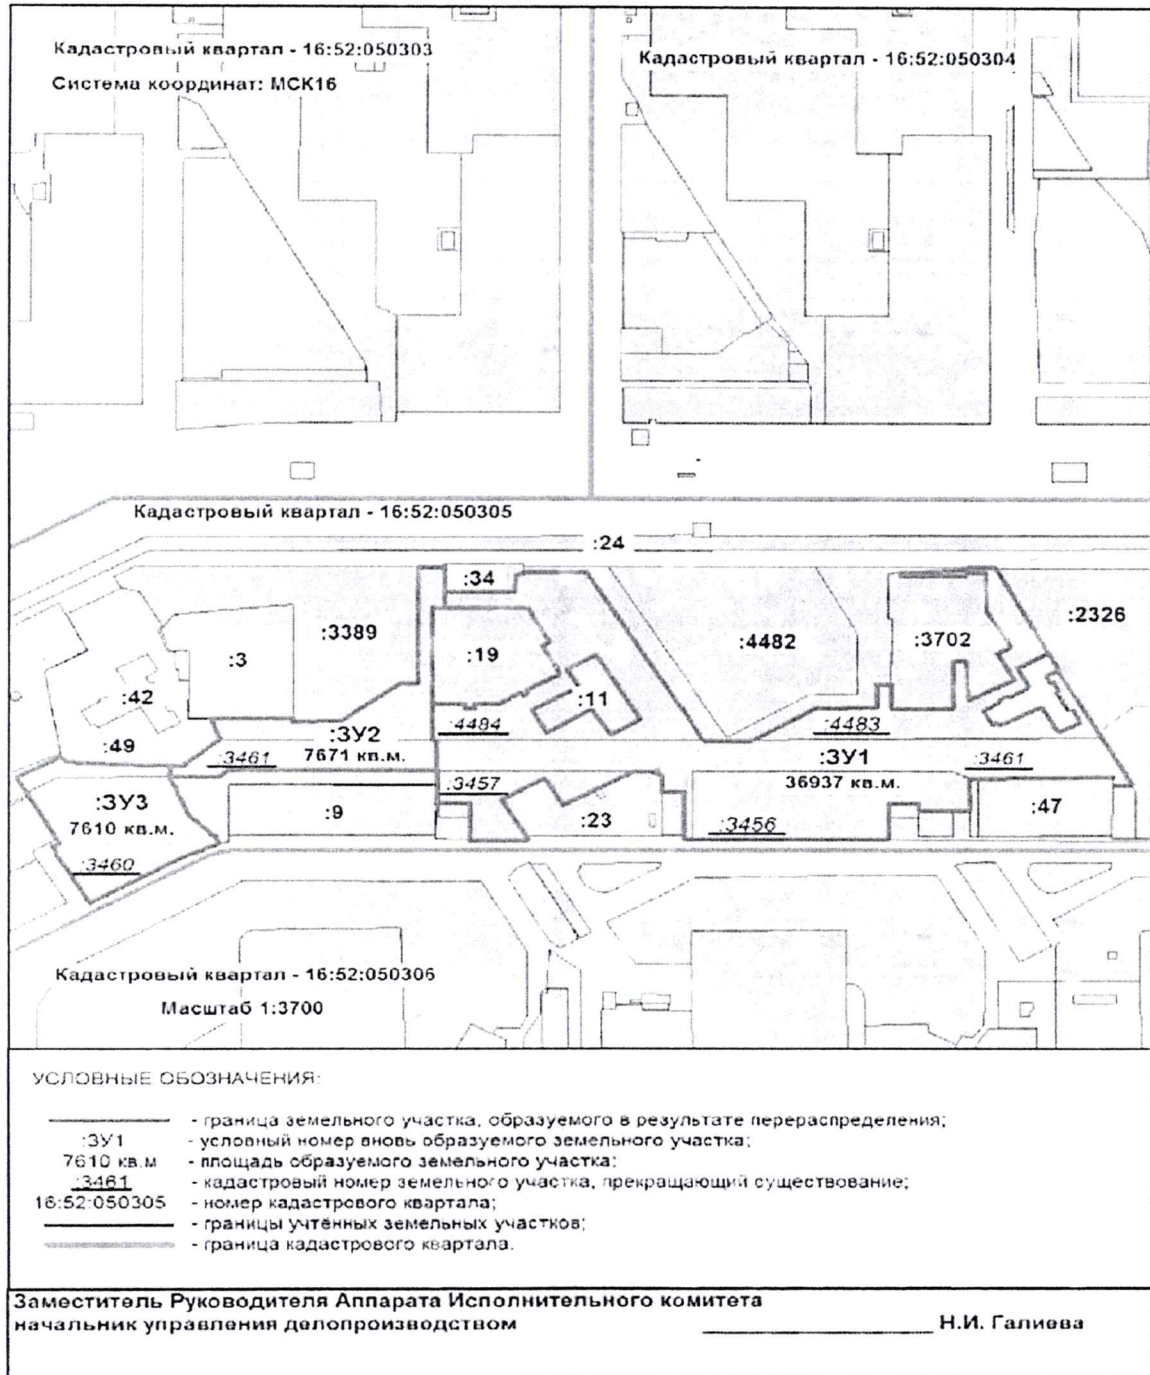 Кадастровый квартал - 16:52:050303
Система координат: МСК16
Кадастровый квартал - 16:52:050304
Кадастровый квартал - 16:52:050305
:24
:34
:3389
:3
:19
:4482
:3702
:2326
:42
:11
:49
:ЗУ2
7671 кв.м.
:3461
:4484
:4483
:ЗУ1
36937 кв.м.
:3461
:ЗУ3
7610 кв.м.
:3460
:9
:3457
:23
:3456
:47
Кадастровый квартал - 16:52:050306
Масштаб 1:3700
УСЛОВНЫЕ ОБОЗНАЧЕНИЯ:
- граница земельного участка, образуемого в результате перераспределения;
:ЗУ1 - условный номер вновь образуемого земельного участка;
7610 кв.м - площадь образуемого земельного участка;
:3461 - кадастровый номер земельного участка, прекращающий существование;
16:52:050305 - номер кадастрового квартала;
- границы учтённых земельных участков;
- граница кадастрового квартала.
Заместитель Руководителя Аппарата Исполнительного комитета
начальник управления делопроизводством Н.И. Галиева